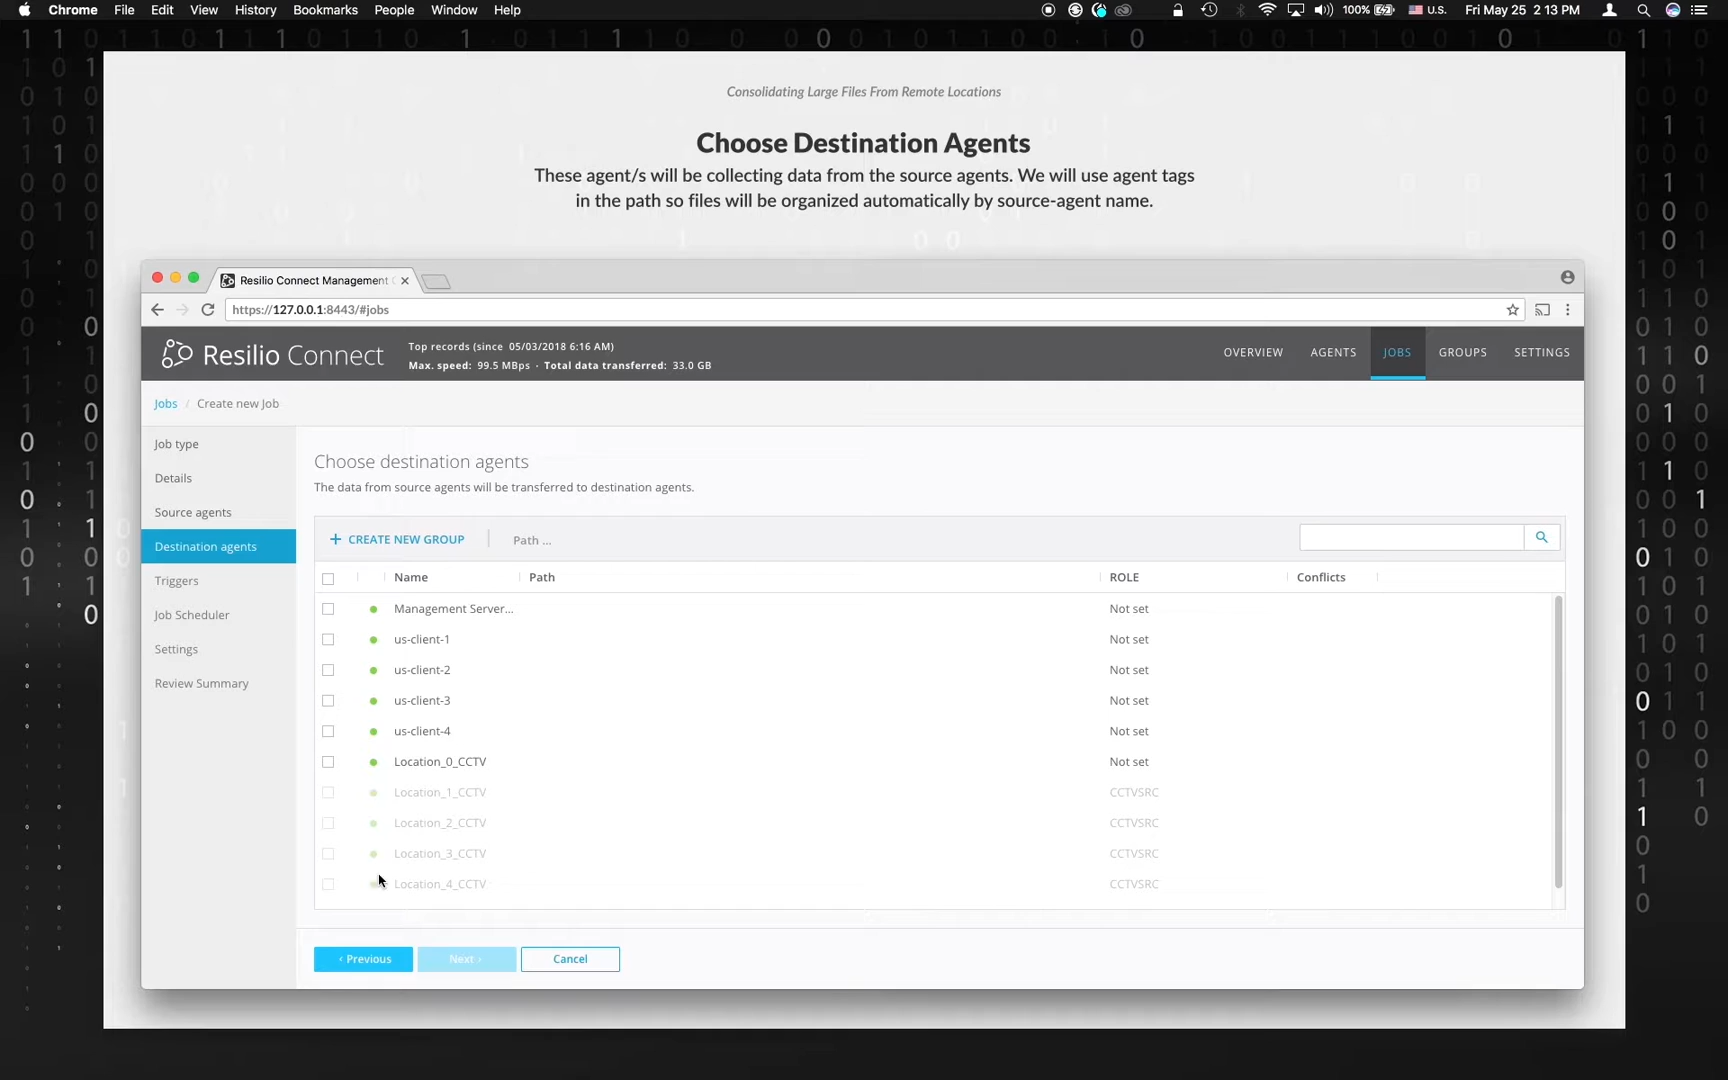 Chrome File Edit View History Bookmarks People Window Help 100% U.S. Fri May 25 2 13 PM
Consolidating Large Files From Remote Locations
Choose Destination Agents
These agent/s will be collecting data from the source agents. We will use agent tags
in the path so files will be organized automatically by source-agent name.
Resilio Connect Management
https://127.0.0.1:8443/#jobs
Resilio Connect
Top records (since 05/03/2018 6:16 AM)
Max. speed: 99.5 MBps · Total data transferred: 33.0 GB
OVERVIEW AGENTS JOBS GROUPS SETTINGS
Jobs / Create new Job
Job type
Details
Source agents
Destination agents
Triggers
Job Scheduler
Settings
Review Summary
Choose destination agents
The data from source agents will be transferred to destination agents.
+ CREATE NEW GROUP Path ...
Name Path ROLE Conflicts
Management Server... Not set
us-client-1 Not set
us-client-2 Not set
us-client-3 Not set
us-client-4 Not set
Location_0_CCTV Not set
Location_1_CCTV CCTVSRC
Location_2_CCTV CCTVSRC
Location_3_CCTV CCTVSRC
Location_4_CCTV CCTVSRC
‹ Previous Next › Cancel